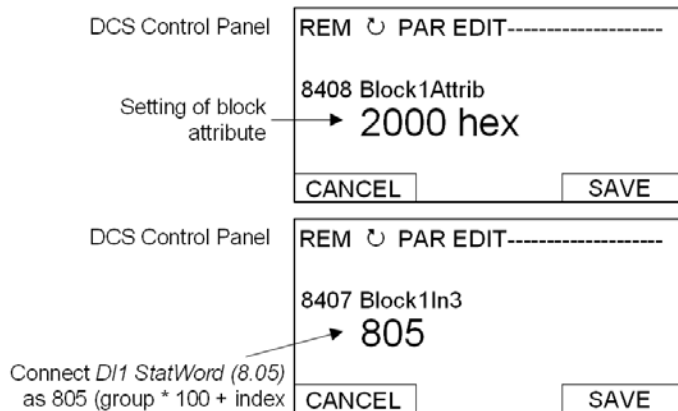 DCS Control Panel
REM ↻ PAR EDIT--------------------
8408 Block1Attrib
Setting of block
attribute
2000 hex
CANCEL
SAVE
DCS Control Panel
REM ↻ PAR EDIT--------------------
8407 Block1In3
805
Connect DI1 StatWord (8.05)
as 805 (group * 100 + index
CANCEL
SAVE